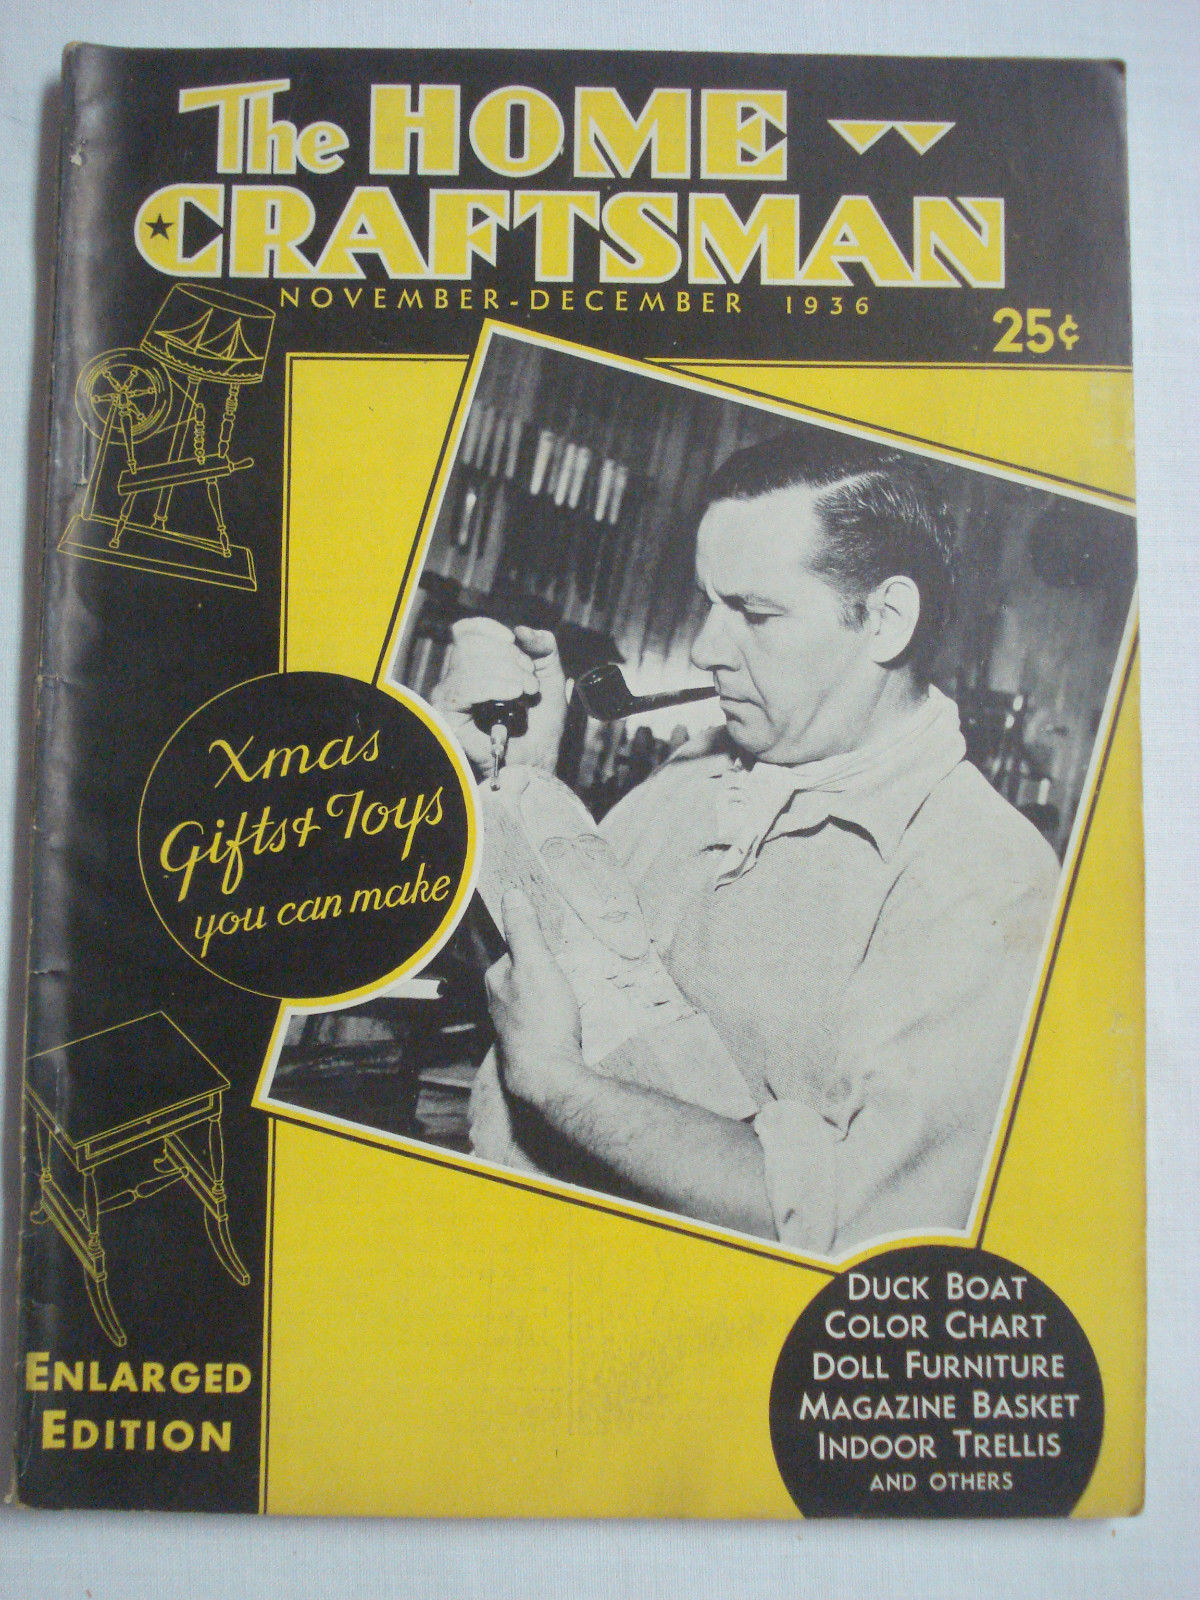 The HOME
CRAFTSMAN
NOVEMBER-DECEMBER 1936
25¢
Xmas
Gifts & Toys
you can make
ENLARGED
EDITION
DUCK BOAT
COLOR CHART
DOLL FURNITURE
MAGAZINE BASKET
INDOOR TRELLIS
AND OTHERS